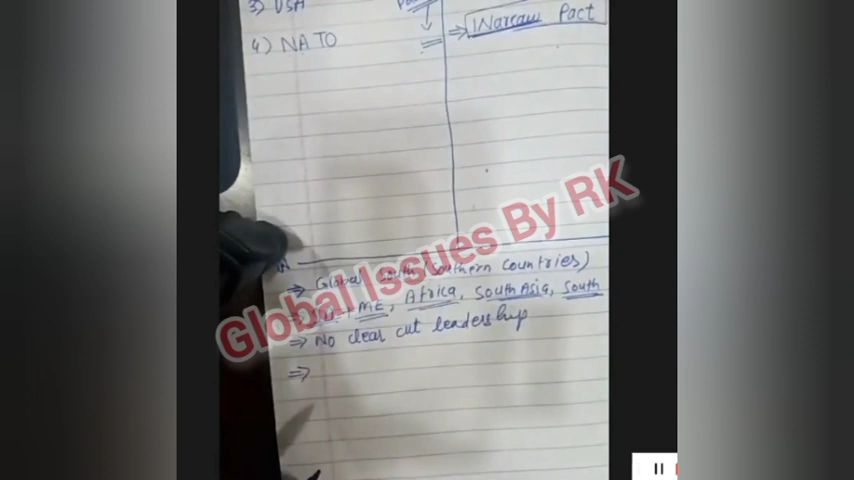 3) USA
4) NATO
⇒ Warsaw Pact
⇒ Global South (Southern Countries)
⇒ ME, Africa, South Asia, South
⇒ No clear cut leadership
⇒
Global Issues By RK